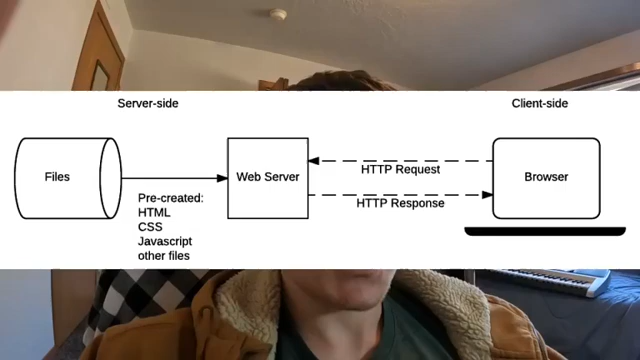 Server-side
Client-side
Files
Web Server
HTTP Request
HTTP Response
Browser
Pre-created:
HTML
CSS
Javascript
other files